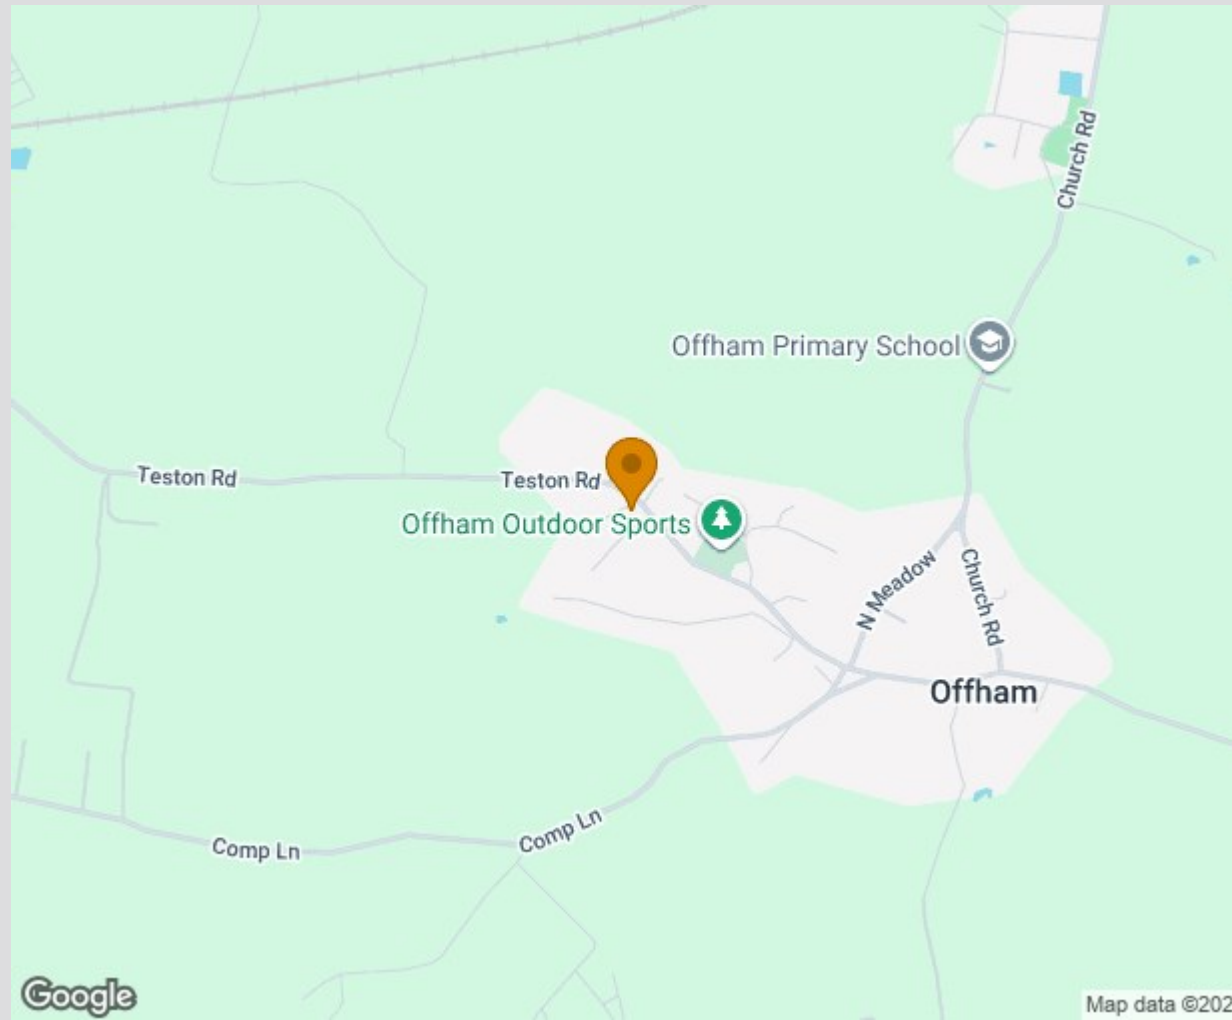 Church Rd
Offham Primary School
Teston Rd
Teston Rd
Offham Outdoor Sports
N Meadow
Church Rd
Offham
Comp Ln
Comp Ln
Google
Map data ©202